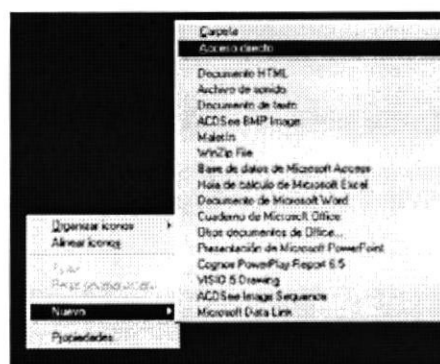 Carpeta
Acceso directo
Documento HTML
Archivo de sonido
Documento de texto
ACDSee BMP Image
Maletín
WinZip File
Base de datos de Microsoft Access
Hoja de cálculo de Microsoft Excel
Documento de Microsoft Word
Cuaderno de Microsoft Office
Otros documentos de Office...
Presentación de Microsoft PowerPoint
Cognos PowerPlay Report 6.5
VISIO 5 Drawing
ACDSee Image Sequence
Microsoft Data Link
Organizar iconos
Alinear iconos
Pegar
Pegar acceso directo
Nuevo
Propiedades